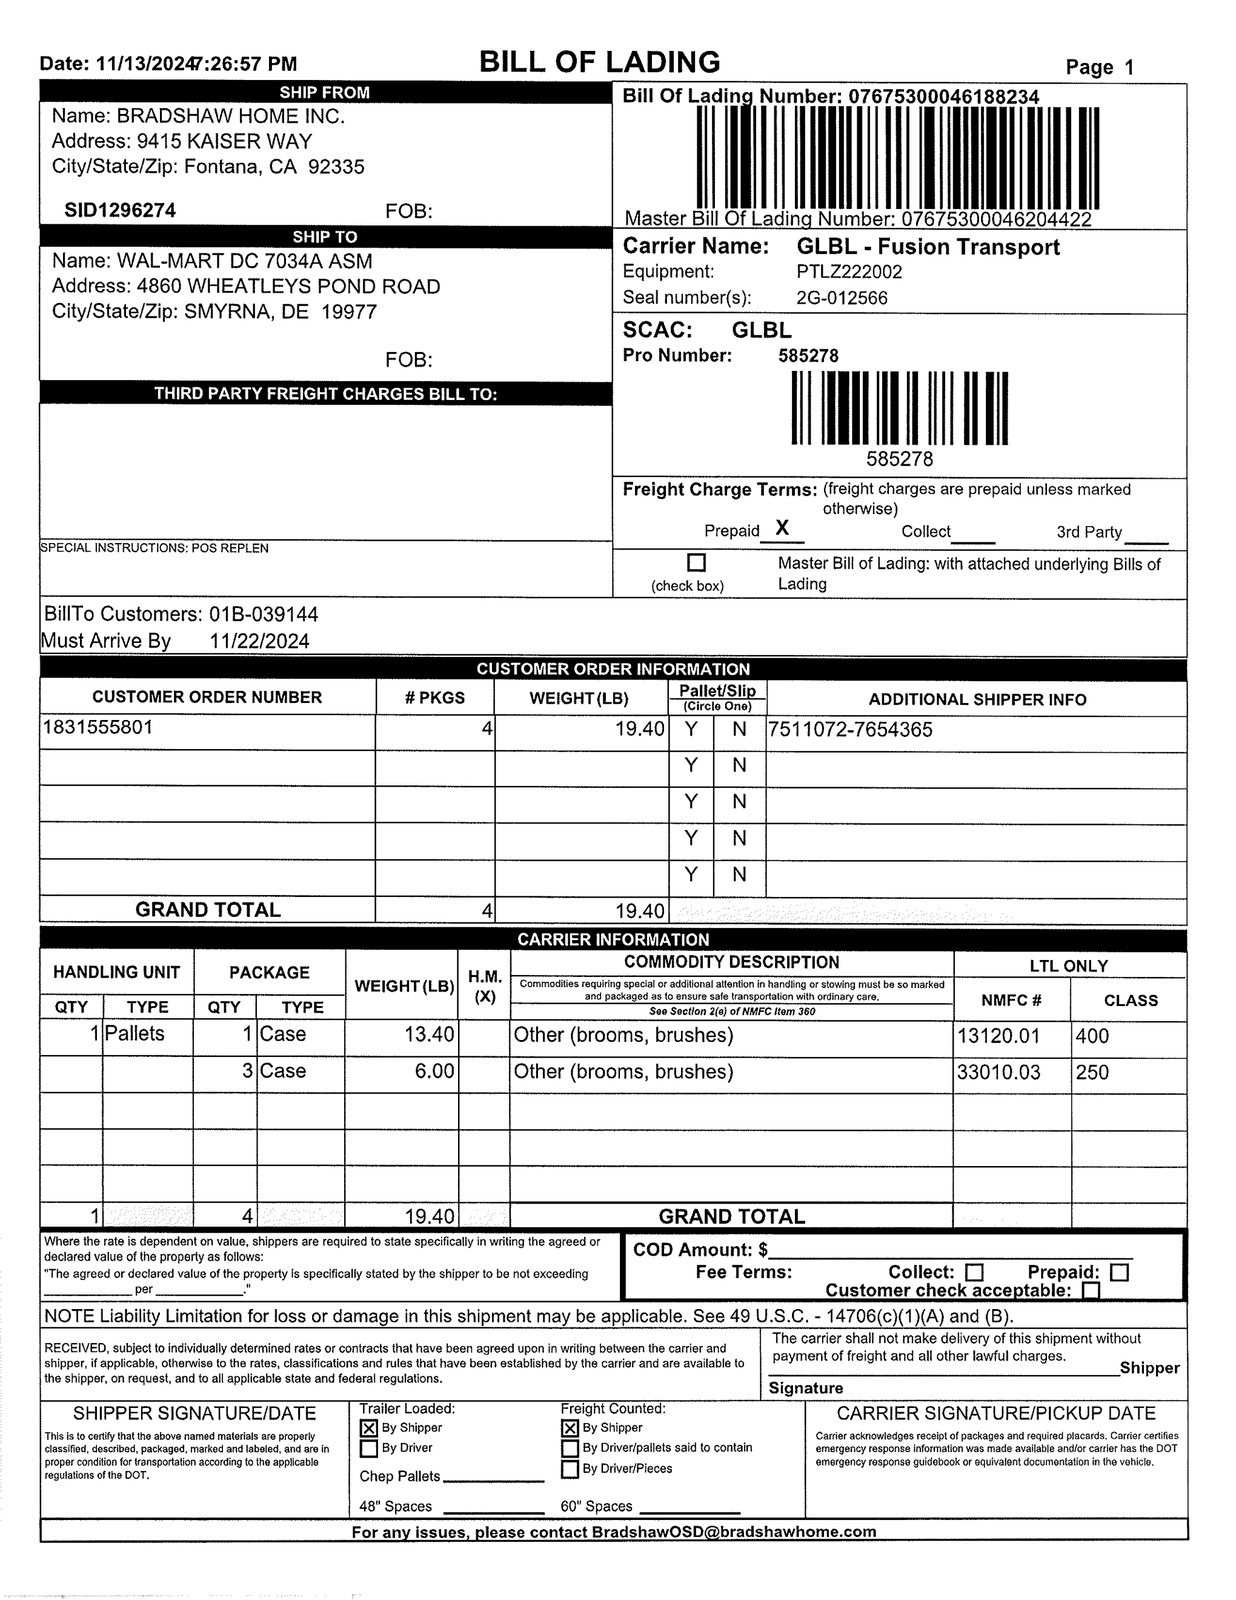 Date: 11/13/2024 7:26:57 PM
BILL OF LADING
Page 1
SHIP FROM
Name: BRADSHAW HOME INC.
Address: 9415 KAISER WAY
City/State/Zip: Fontana, CA 92335
SID1296274 FOB:
Bill Of Lading Number: 07675300046188234
Master Bill Of Lading Number: 07675300046204422
SHIP TO
Name: WAL-MART DC 7034A ASM
Address: 4860 WHEATLEYS POND ROAD
City/State/Zip: SMYRNA, DE 19977
FOB:
Carrier Name: GLBL - Fusion Transport
Equipment: PTLZ222002
Seal number(s): 2G-012566
SCAC: GLBL
Pro Number: 585278
585278
THIRD PARTY FREIGHT CHARGES BILL TO:
Freight Charge Terms: (freight charges are prepaid unless marked
otherwise)
Prepaid X Collect 3rd Party
SPECIAL INSTRUCTIONS: POS REPLEN
(check box)
Master Bill of Lading: with attached underlying Bills of
Lading
BillTo Customers: 01B-039144
Must Arrive By 11/22/2024
CUSTOMER ORDER INFORMATION
CUSTOMER ORDER NUMBER # PKGS WEIGHT (LB) Pallet/Slip (Circle One) ADDITIONAL SHIPPER INFO
1831555801 4 19.40 Y N 7511072-7654365
Y N
Y N
Y N
Y N
GRAND TOTAL 4 19.40
CARRIER INFORMATION
HANDLING UNIT PACKAGE WEIGHT (LB) H.M. (X) COMMODITY DESCRIPTION LTL ONLY
Commodities requiring special or additional attention in handling or stowing must be so marked
and packaged as to ensure safe transportation with ordinary care.
See Section 2(e) of NMFC Item 360
QTY TYPE QTY TYPE NMFC # CLASS
1 Pallets 1 Case 13.40 Other (brooms, brushes) 13120.01 400
3 Case 6.00 Other (brooms, brushes) 33010.03 250
1 4 19.40 GRAND TOTAL
Where the rate is dependent on value, shippers are required to state specifically in writing the agreed or
declared value of the property as follows:
"The agreed or declared value of the property is specifically stated by the shipper to be not exceeding
____________ per ____________."
COD Amount: $
Fee Terms: Collect: Prepaid:
Customer check acceptable:
NOTE Liability Limitation for loss or damage in this shipment may be applicable. See 49 U.S.C. - 14706(c)(1)(A) and (B).
RECEIVED, subject to individually determined rates or contracts that have been agreed upon in writing between the carrier and
shipper, if applicable, otherwise to the rates, classifications and rules that have been established by the carrier and are available to
the shipper, on request, and to all applicable state and federal regulations.
The carrier shall not make delivery of this shipment without
payment of freight and all other lawful charges.
Shipper
Signature
SHIPPER SIGNATURE/DATE
This is to certify that the above named materials are properly
classified, described, packaged, marked and labeled, and are in
proper condition for transportation according to the applicable
regulations of the DOT.
Trailer Loaded:
X By Shipper
By Driver
Chep Pallets
48" Spaces
Freight Counted:
X By Shipper
By Driver/pallets said to contain
By Driver/Pieces
60" Spaces
CARRIER SIGNATURE/PICKUP DATE
Carrier acknowledges receipt of packages and required placards. Carrier certifies
emergency response information was made available and/or carrier has the DOT
emergency response guidebook or equivalent documentation in the vehicle.
For any issues, please contact BradshawOSD@bradshawhome.com